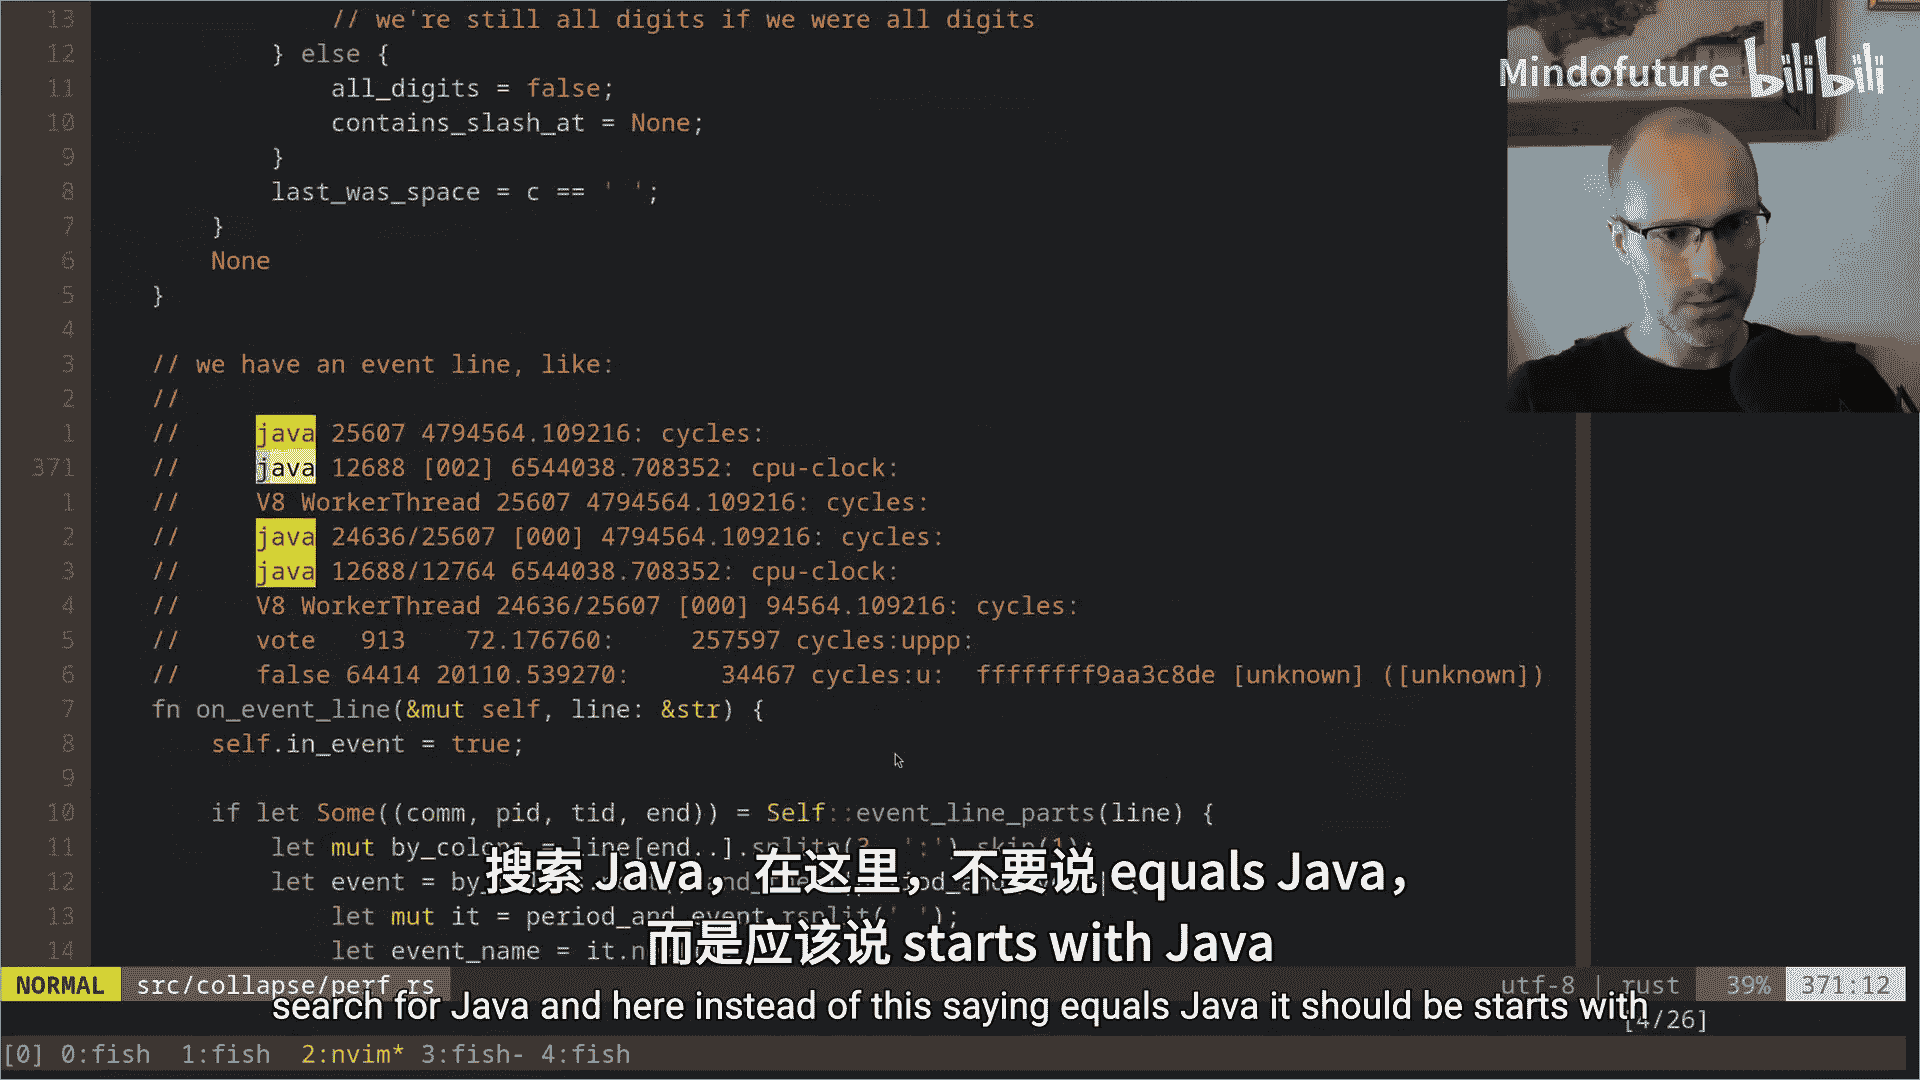 13 // we're still all digits if we were all digits
12 } else {
11 all_digits = false;
10 contains_slash_at = None;
9 }
8 last_was_space = c == ' ';
7 }
6 None
5 }
4
3 // we have an event line, like:
2 //
1 // java 25607 4794564.109216: cycles:
371 // java 12688 [002] 6544038.708352: cpu-clock:
1 // V8 WorkerThread 25607 4794564.109216: cycles:
2 // java 24636/25607 [000] 4794564.109216: cycles:
3 // java 12688/12764 6544038.708352: cpu-clock:
4 // V8 WorkerThread 24636/25607 [000] 94564.109216: cycles:
5 // vote 913 72.176760: 257597 cycles:uppp:
6 // false 64414 20110.539270: 34467 cycles:u: ffffffff9aa3c8de [unknown] ([unknown])
7 fn on_event_line(&mut self, line: &str) {
8 self.in_event = true;
9
10 if let Some((comm, pid, tid, end)) = Self::event_line_parts(line) {
11 let mut by_colons = line[end..].splitn(3, ':').skip(1);
12 let event = by
13 let mut it = period_and_event.rsplit(' ');
14 let event_name = it.n
Mindofuture bilibili
搜索 Java，在这里，不要说 equals Java，
而是应该说 starts with Java
NORMAL src/collapse/perf.rs utf-8 | rust 39% 371:12
search for Java and here instead of this saying equals Java it should be starts with
[4/26]
[0] 0:fish 1:fish 2:nvim* 3:fish- 4:fish